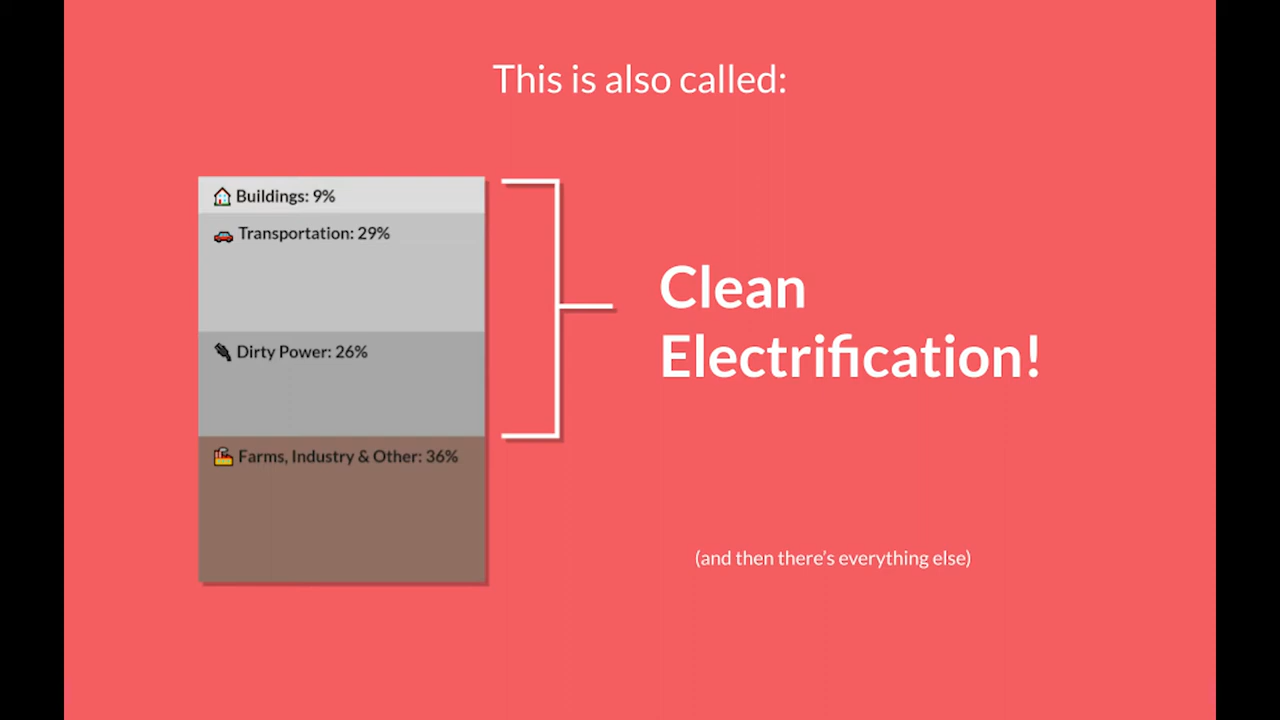 This is also called:
Buildings: 9%
Transportation: 29%
Dirty Power: 26%
Farms, Industry & Other: 36%
Clean
Electrification!
(and then there’s everything else)